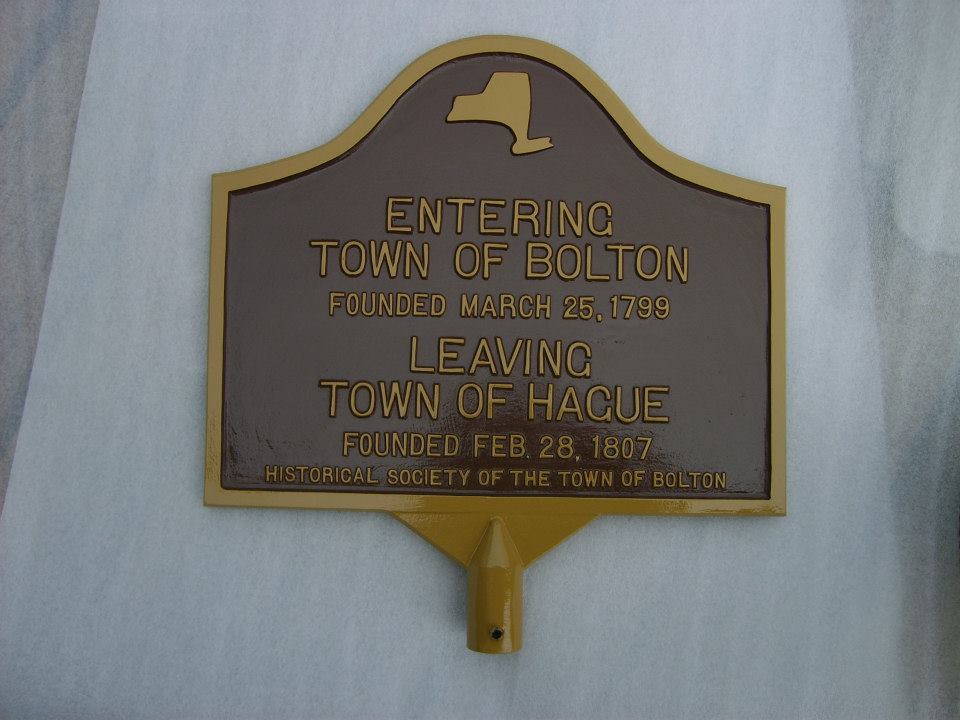 ENTERING
TOWN OF BOLTON
FOUNDED MARCH 25, 1799
LEAVING
TOWN OF HAGUE
FOUNDED FEB. 28, 1807
HISTORICAL SOCIETY OF THE TOWN OF BOLTON